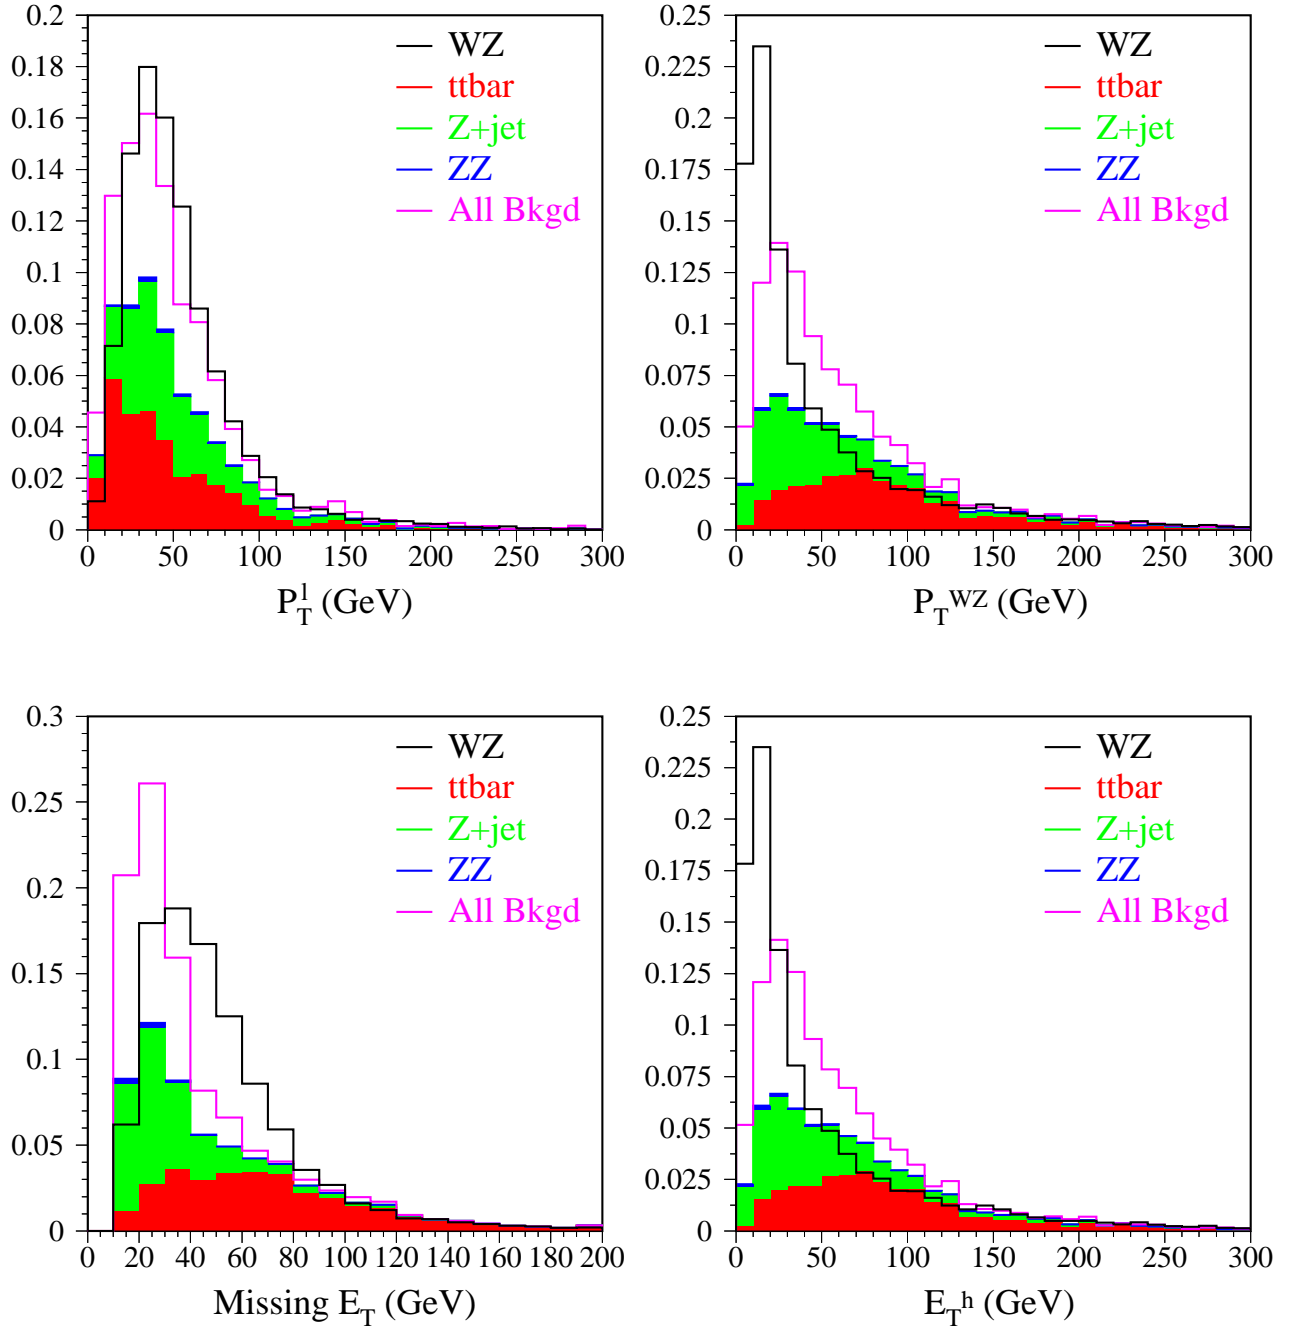 0.2
0.18
0.16
0.14
0.12
0.1
0.08
0.06
0.04
0.02
0
WZ
ttbar
Z+jet
ZZ
All Bkgd
0 50 100 150 200 250 300
P_T^l (GeV)
0.25
0.225
0.2
0.175
0.15
0.125
0.1
0.075
0.05
0.025
0
WZ
ttbar
Z+jet
ZZ
All Bkgd
0 50 100 150 200 250 300
P_T^WZ (GeV)
0.3
0.25
0.2
0.15
0.1
0.05
0
WZ
ttbar
Z+jet
ZZ
All Bkgd
0 20 40 60 80 100 120 140 160 180 200
Missing E_T (GeV)
0.25
0.225
0.2
0.175
0.15
0.125
0.1
0.075
0.05
0.025
0
WZ
ttbar
Z+jet
ZZ
All Bkgd
0 50 100 150 200 250 300
E_T^h (GeV)